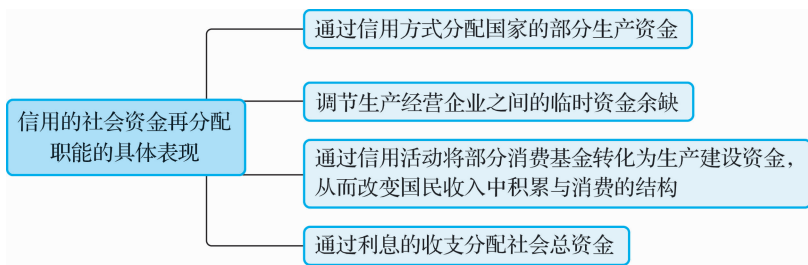 信用的社会资金再分配
职能的具体表现
通过信用方式分配国家的部分生产资金
调节生产经营企业之间的临时资金余缺
通过信用活动将部分消费基金转化为生产建设资金，
从而改变国民收入中积累与消费的结构
通过利息的收支分配社会总资金